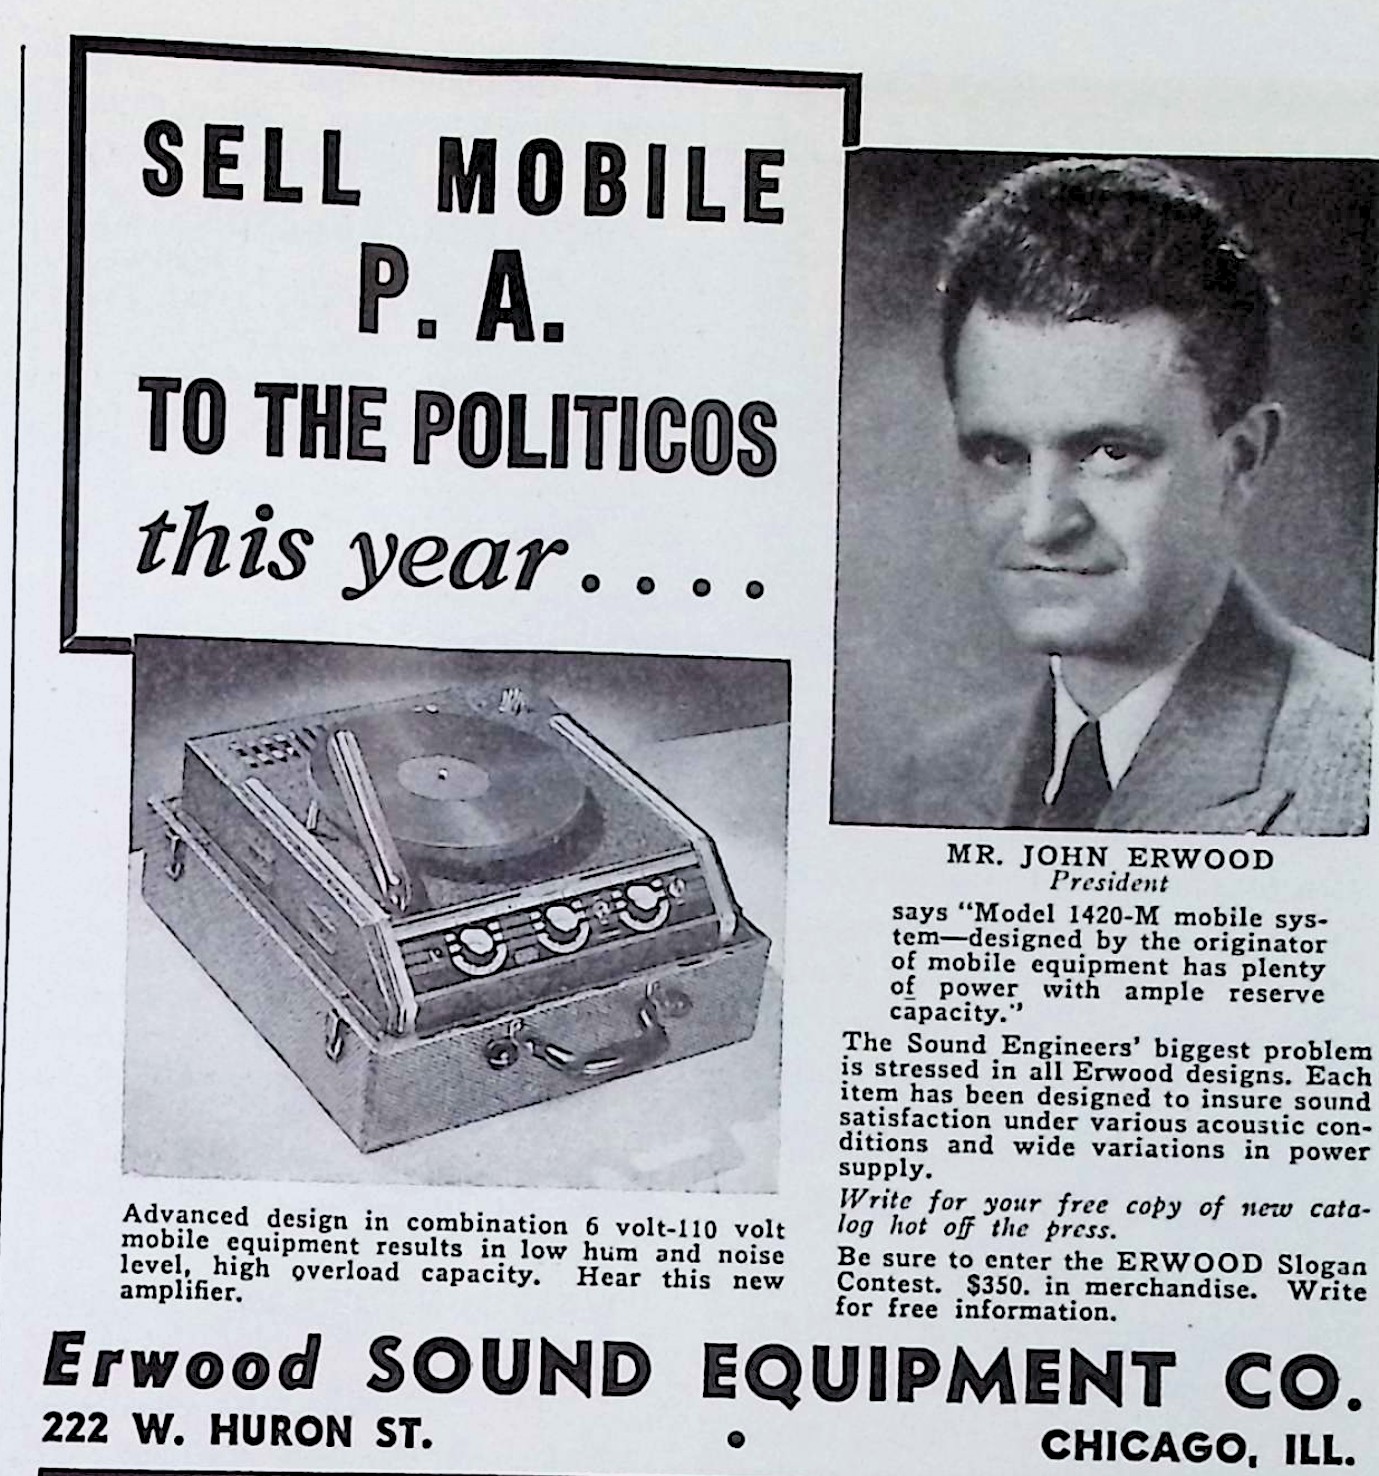 SELL MOBILE
P. A.
TO THE POLITICOS
this year....
MR. JOHN ERWOOD
President
says "Model 1420-M mobile sys-
tem—designed by the originator
of mobile equipment has plenty
of power with ample reserve
capacity."
The Sound Engineers' biggest problem
is stressed in all Erwood designs. Each
item has been designed to insure sound
satisfaction under various acoustic con-
ditions and wide variations in power
supply.
Write for your free copy of new cata-
log hot off the press.
Be sure to enter the ERWOOD Slogan
Contest. $350. in merchandise. Write
for free information.
Advanced design in combination 6 volt-110 volt
mobile equipment results in low hum and noise
level, high overload capacity. Hear this new
amplifier.
Erwood SOUND EQUIPMENT CO.
222 W. HURON ST. • CHICAGO, ILL.